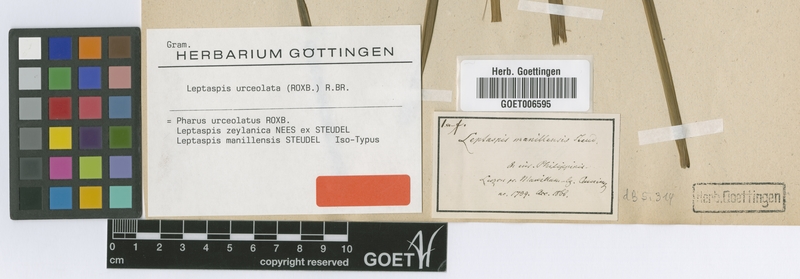 Gram.
HERBARIUM GÖTTINGEN
Leptaspis urceolata (ROXB.) R.BR.
= Pharus urceolatus ROXB.
Leptaspis zeylanica NEES ex STEUDEL
Leptaspis manillensis STEUDEL Iso-Typus
Herb. Goettingen
GOET006595
Leptaspis manillensis Steud.
Philippinis
Herb.Goettingen
0 1 2 3 4 5 6 7 8 9 10
cm
copyright reserved
GOET